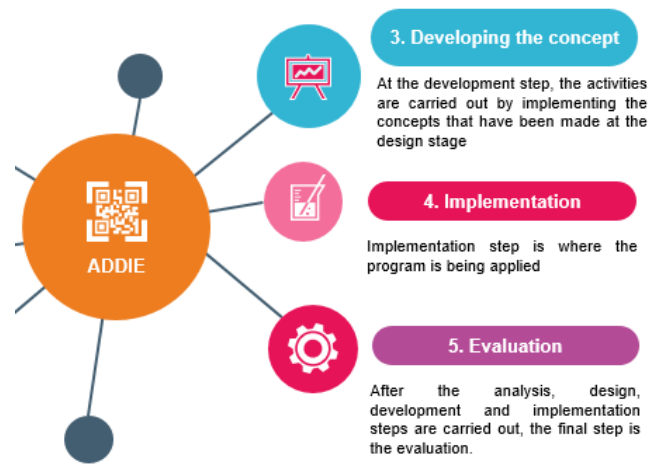 3. Developing the concept
At the development step, the activities
are carried out by implementing the
concepts that have been made at the
design stage
ADDIE
4. Implementation
Implementation step is where the
program is being applied
5. Evaluation
After the analysis, design,
development and implementation
steps are carried out, the final step is
the evaluation.